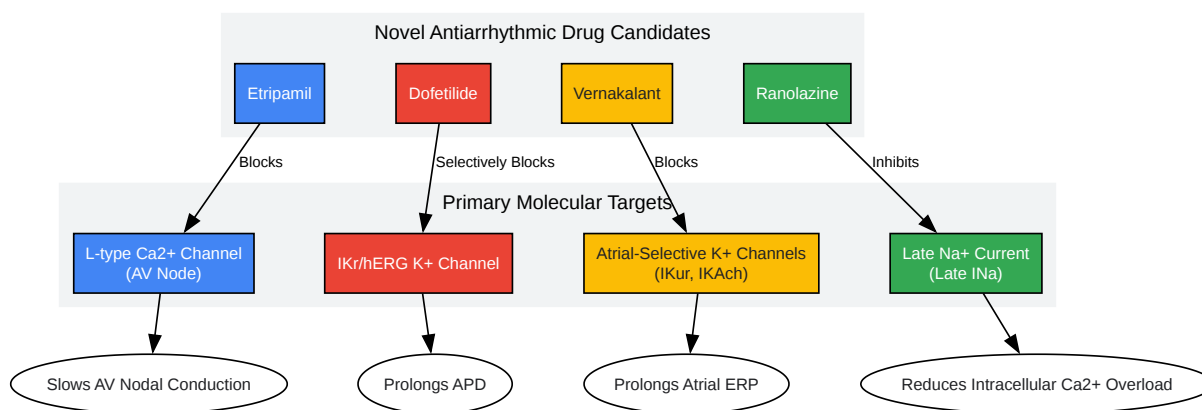 Novel Antiarrhythmic Drug Candidates
Etripamil
Dofetilide
Vernakalant
Ranolazine
Blocks
Selectively Blocks
Blocks
Inhibits
Primary Molecular Targets
L-type Ca2+ Channel
(AV Node)
IKr/hERG K+ Channel
Atrial-Selective K+ Channels
(IKur, IKAch)
Late Na+ Current
(Late INa)
Slows AV Nodal Conduction
Prolongs APD
Prolongs Atrial ERP
Reduces Intracellular Ca2+ Overload